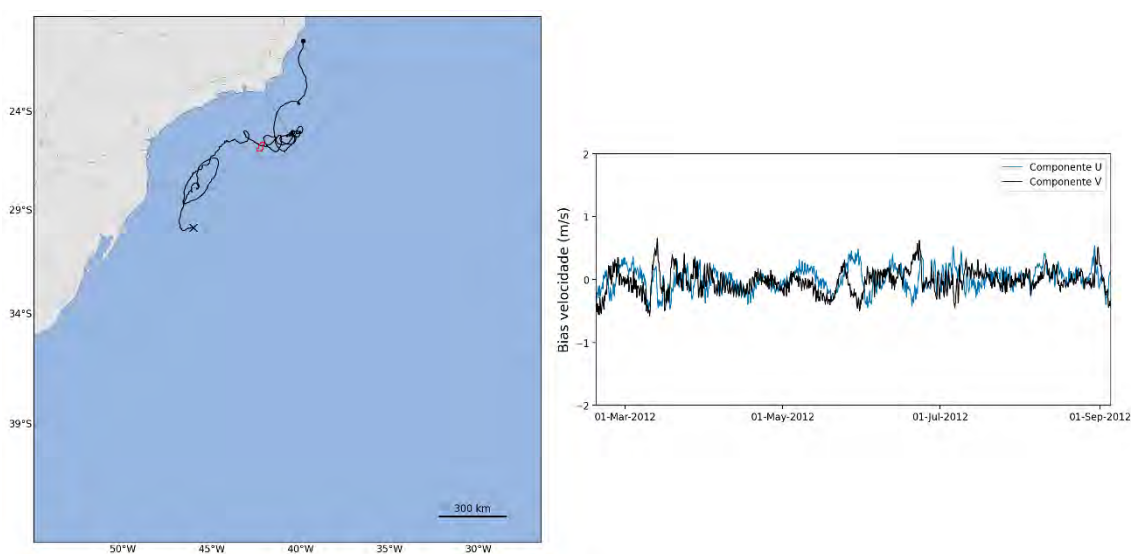 24°S
29°S
34°S
39°S
300 km
50°W 45°W 40°W 35°W 30°W
Bias velocidade (m/s)
2
1
0
−1
−2
Componente U
Componente V
01-Mar-2012 01-May-2012 01-Jul-2012 01-Sep-2012